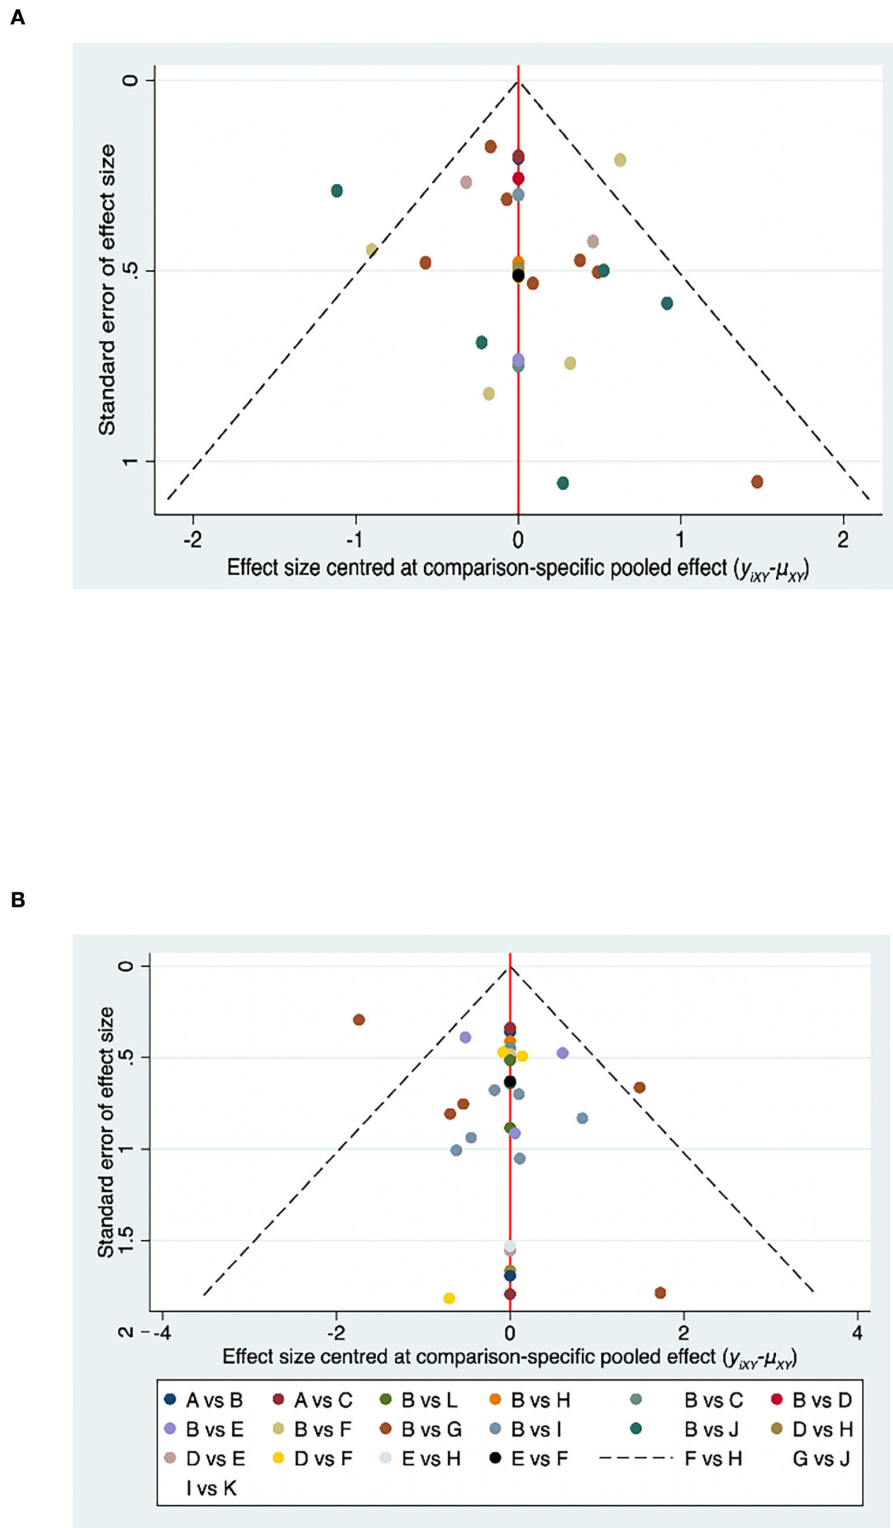 A
Standard error of effect size
0
.5
1
-2 -1 0 1 2
Effect size centred at comparison-specific pooled effect (yiXY-μXY)
B
Standard error of effect size
0
.5
1
1.5
2
-4 -2 0 2 4
Effect size centred at comparison-specific pooled effect (yiXY-μXY)
A vs B A vs C B vs L B vs H B vs C B vs D
B vs E B vs F B vs G B vs I B vs J D vs H
D vs E D vs F E vs H E vs F F vs H G vs J
I vs K